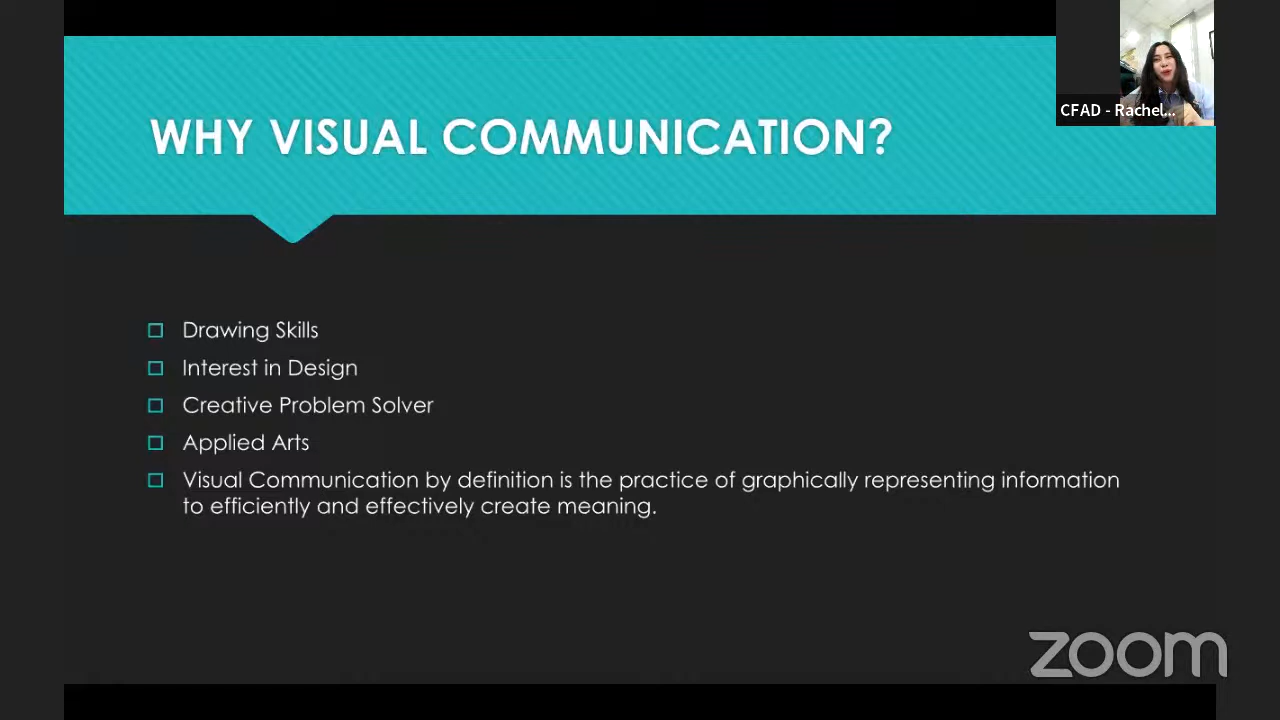 CFAD - Rachel...
WHY VISUAL COMMUNICATION?
Drawing Skills
Interest in Design
Creative Problem Solver
Applied Arts
Visual Communication by definition is the practice of graphically representing information
to efficiently and effectively create meaning.
zoom